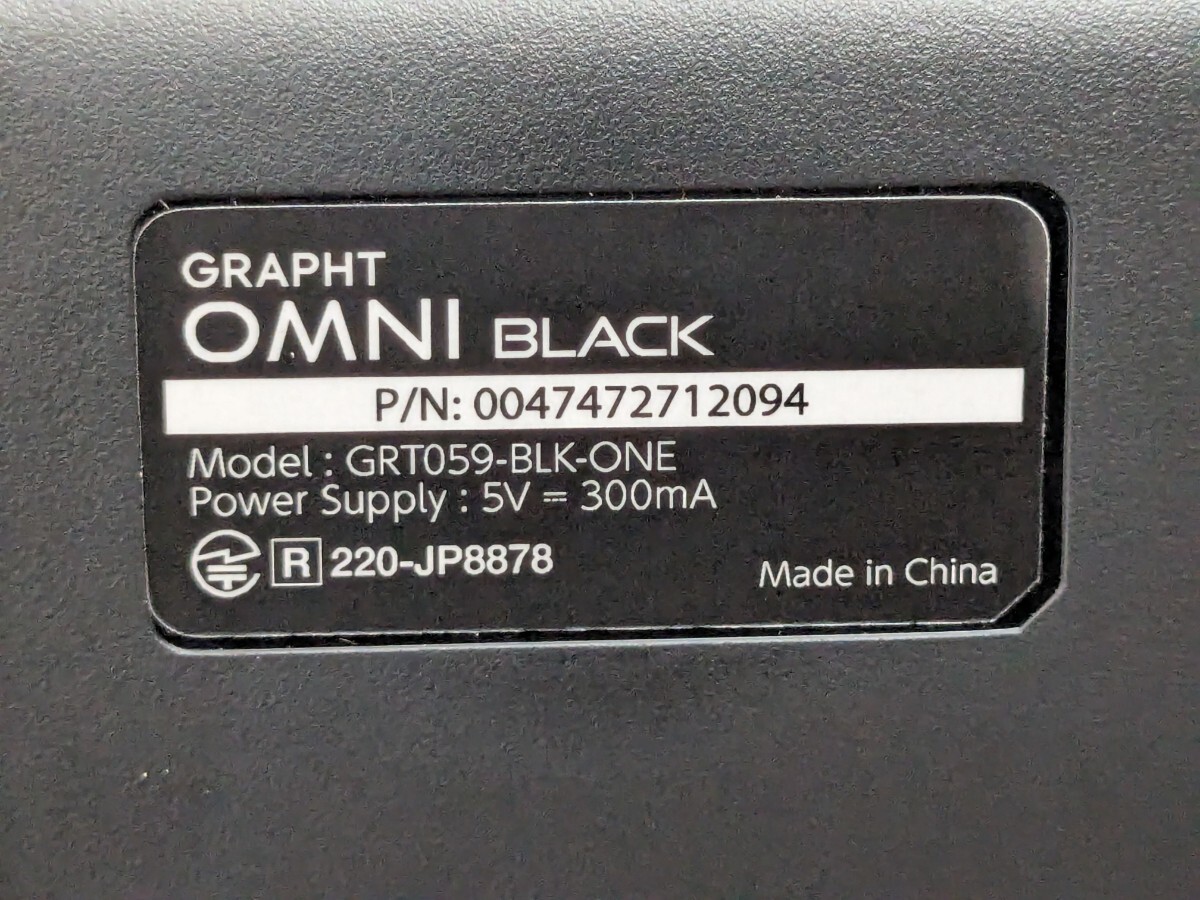 GRAPHT
OMNI BLACK
P/N: 0047472712094
Model : GRT059-BLK-ONE
Power Supply : 5V ⎓ 300mA
R 220-JP8878
Made in China